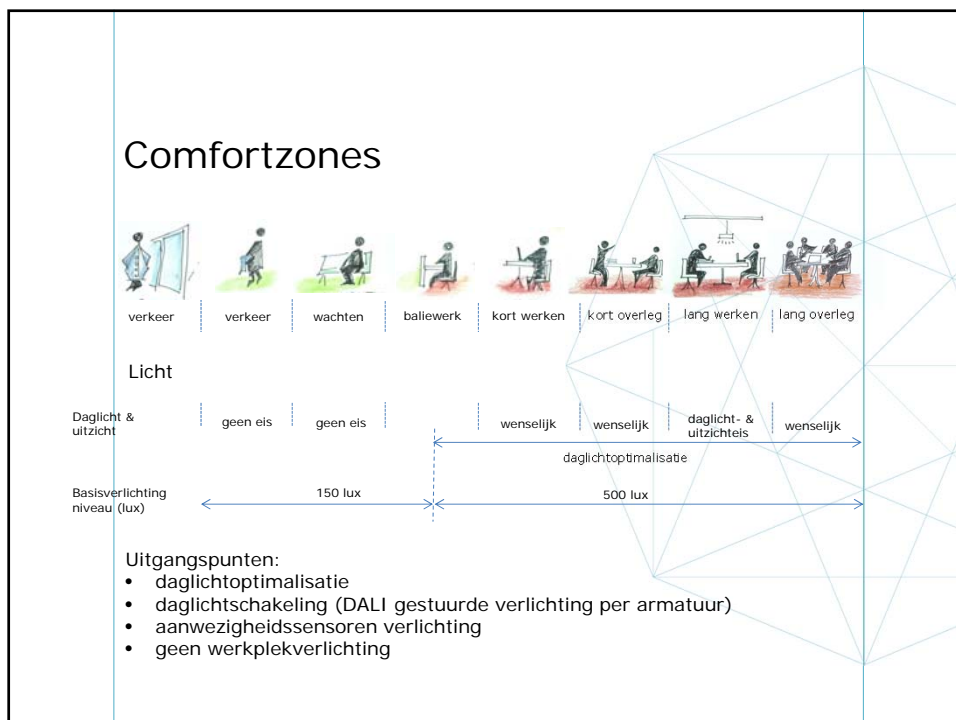 Comfortzones
verkeer verkeer wachten baliewerk kort werken kort overleg lang werken lang overleg
Licht
Daglicht &
uitzicht
geen eis geen eis wenselijk wenselijk daglicht- &
uitzichteis wenselijk
daglichtoptimalisatie
Basisverlichting
niveau (lux)
150 lux 500 lux
Uitgangspunten:
• daglichtoptimalisatie
• daglichtschakeling (DALI gestuurde verlichting per armatuur)
• aanwezigheidssensoren verlichting
• geen werkplekverlichting